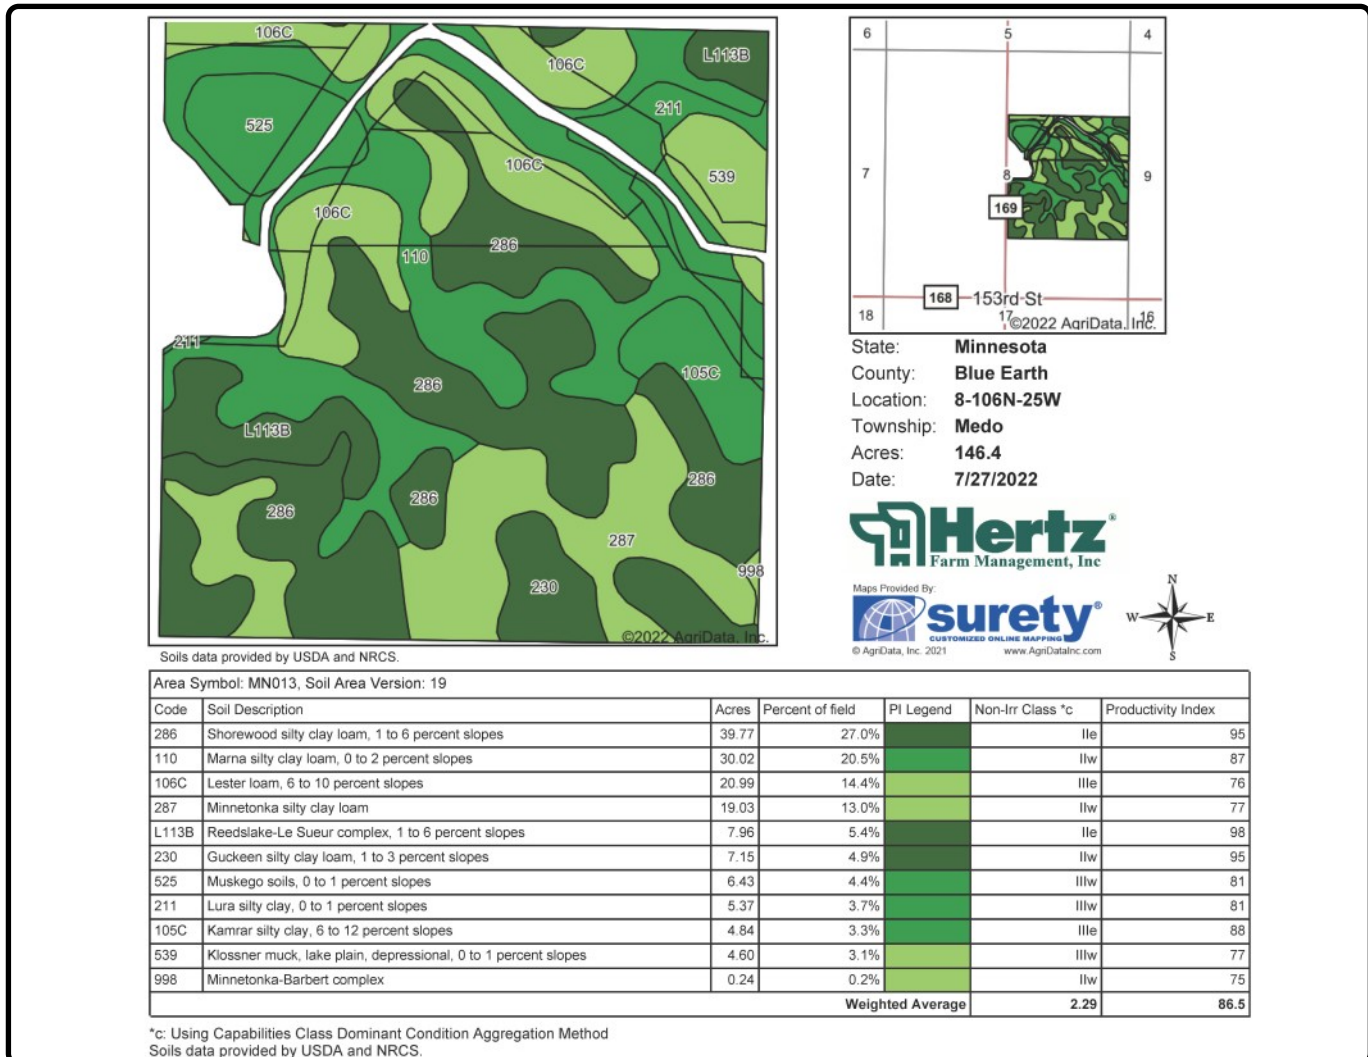 106C
L113B
106C
211
525
106C
539
106C
286
110
211
105C
286
L113B
286
286
286
287
998
230
©2022 AgriData, Inc.
Soils data provided by USDA and NRCS.
6 5 4
7 8 9
169
168 153rd St
18 17 16
©2022 AgriData, Inc.
State: Minnesota
County: Blue Earth
Location: 8-106N-25W
Township: Medo
Acres: 146.4
Date: 7/27/2022
Hertz®
Farm Management, Inc
Maps Provided By:
surety®
CUSTOMIZED ONLINE MAPPING
© AgriData, Inc. 2021 www.AgriDataInc.com
N
W E
S
Area Symbol: MN013, Soil Area Version: 19
Code Soil Description Acres Percent of field PI Legend Non-Irr Class *c Productivity Index
286 Shorewood silty clay loam, 1 to 6 percent slopes 39.77 27.0% IIe 95
110 Marna silty clay loam, 0 to 2 percent slopes 30.02 20.5% IIw 87
106C Lester loam, 6 to 10 percent slopes 20.99 14.4% IIIe 76
287 Minnetonka silty clay loam 19.03 13.0% IIw 77
L113B Reedslake-Le Sueur complex, 1 to 6 percent slopes 7.96 5.4% IIe 98
230 Guckeen silty clay loam, 1 to 3 percent slopes 7.15 4.9% IIw 95
525 Muskego soils, 0 to 1 percent slopes 6.43 4.4% IIIw 81
211 Lura silty clay, 0 to 1 percent slopes 5.37 3.7% IIIw 81
105C Kamrar silty clay, 6 to 12 percent slopes 4.84 3.3% IIIe 88
539 Klossner muck, lake plain, depressional, 0 to 1 percent slopes 4.60 3.1% IIIw 77
998 Minnetonka-Barbert complex 0.24 0.2% IIw 75
Weighted Average 2.29 86.5
*c: Using Capabilities Class Dominant Condition Aggregation Method
Soils data provided by USDA and NRCS.